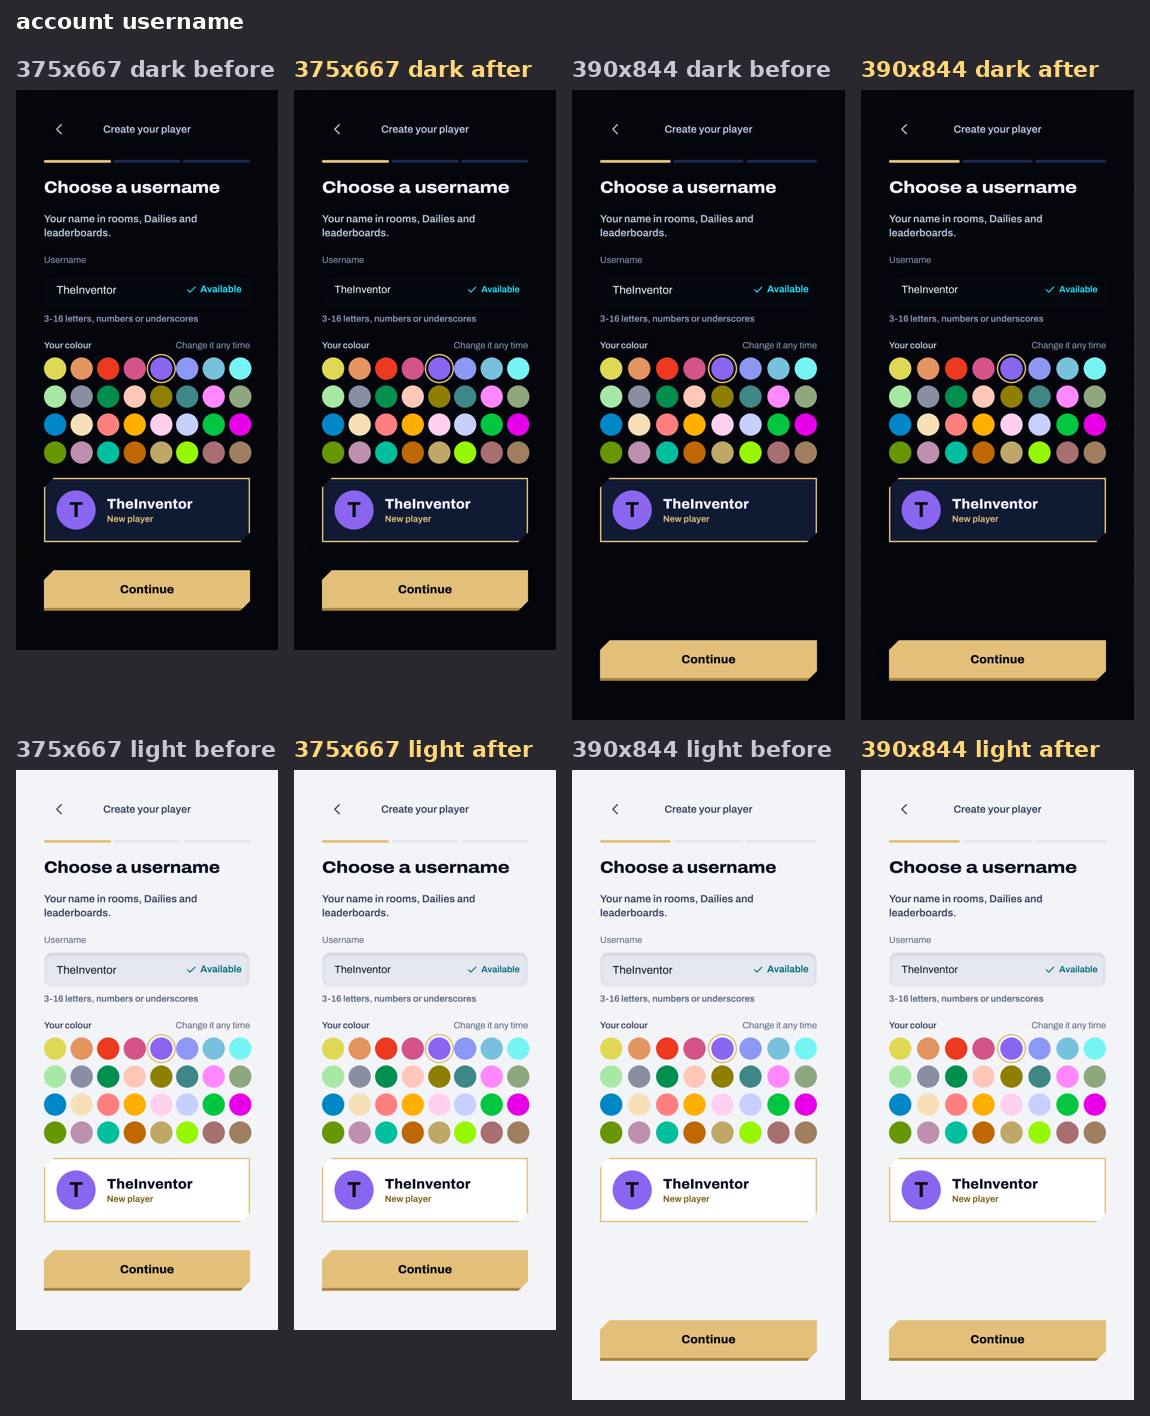 account username
375x667 dark before
375x667 dark after
390x844 dark before
390x844 dark after
Create your player
Choose a username
Your name in rooms, Dailies and
leaderboards.
Username
TheInventor
Available
3-16 letters, numbers or underscores
Your colour
Change it any time
T
TheInventor
New player
Continue
Create your player
Choose a username
Your name in rooms, Dailies and
leaderboards.
Username
TheInventor
Available
3-16 letters, numbers or underscores
Your colour
Change it any time
T
TheInventor
New player
Continue
Create your player
Choose a username
Your name in rooms, Dailies and
leaderboards.
Username
TheInventor
Available
3-16 letters, numbers or underscores
Your colour
Change it any time
T
TheInventor
New player
Continue
Create your player
Choose a username
Your name in rooms, Dailies and
leaderboards.
Username
TheInventor
Available
3-16 letters, numbers or underscores
Your colour
Change it any time
T
TheInventor
New player
Continue
375x667 light before
375x667 light after
390x844 light before
390x844 light after
Create your player
Choose a username
Your name in rooms, Dailies and
leaderboards.
Username
TheInventor
Available
3-16 letters, numbers or underscores
Your colour
Change it any time
T
TheInventor
New player
Continue
Create your player
Choose a username
Your name in rooms, Dailies and
leaderboards.
Username
TheInventor
Available
3-16 letters, numbers or underscores
Your colour
Change it any time
T
TheInventor
New player
Continue
Create your player
Choose a username
Your name in rooms, Dailies and
leaderboards.
Username
TheInventor
Available
3-16 letters, numbers or underscores
Your colour
Change it any time
T
TheInventor
New player
Continue
Create your player
Choose a username
Your name in rooms, Dailies and
leaderboards.
Username
TheInventor
Available
3-16 letters, numbers or underscores
Your colour
Change it any time
T
TheInventor
New player
Continue